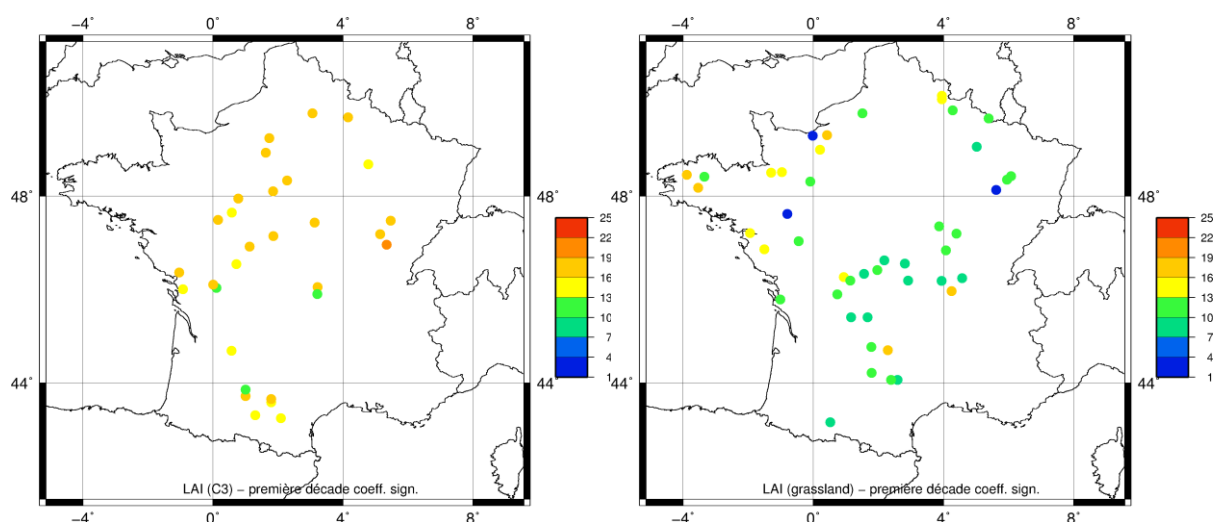 −4˚ 0˚ 4˚ 8˚ −4˚ 0˚ 4˚ 8˚
48˚ 48˚ 48˚ 48˚
25 25
22 22
19 19
16 16
13 13
10 10
7 7
4 4
44˚ 44˚ 1 44˚ 44˚ 1
LAI (C3) − première décade coeff. sign. LAI (grassland) − première décade coeff. sign.
−4˚ 0˚ 4˚ 8˚ −4˚ 0˚ 4˚ 8˚